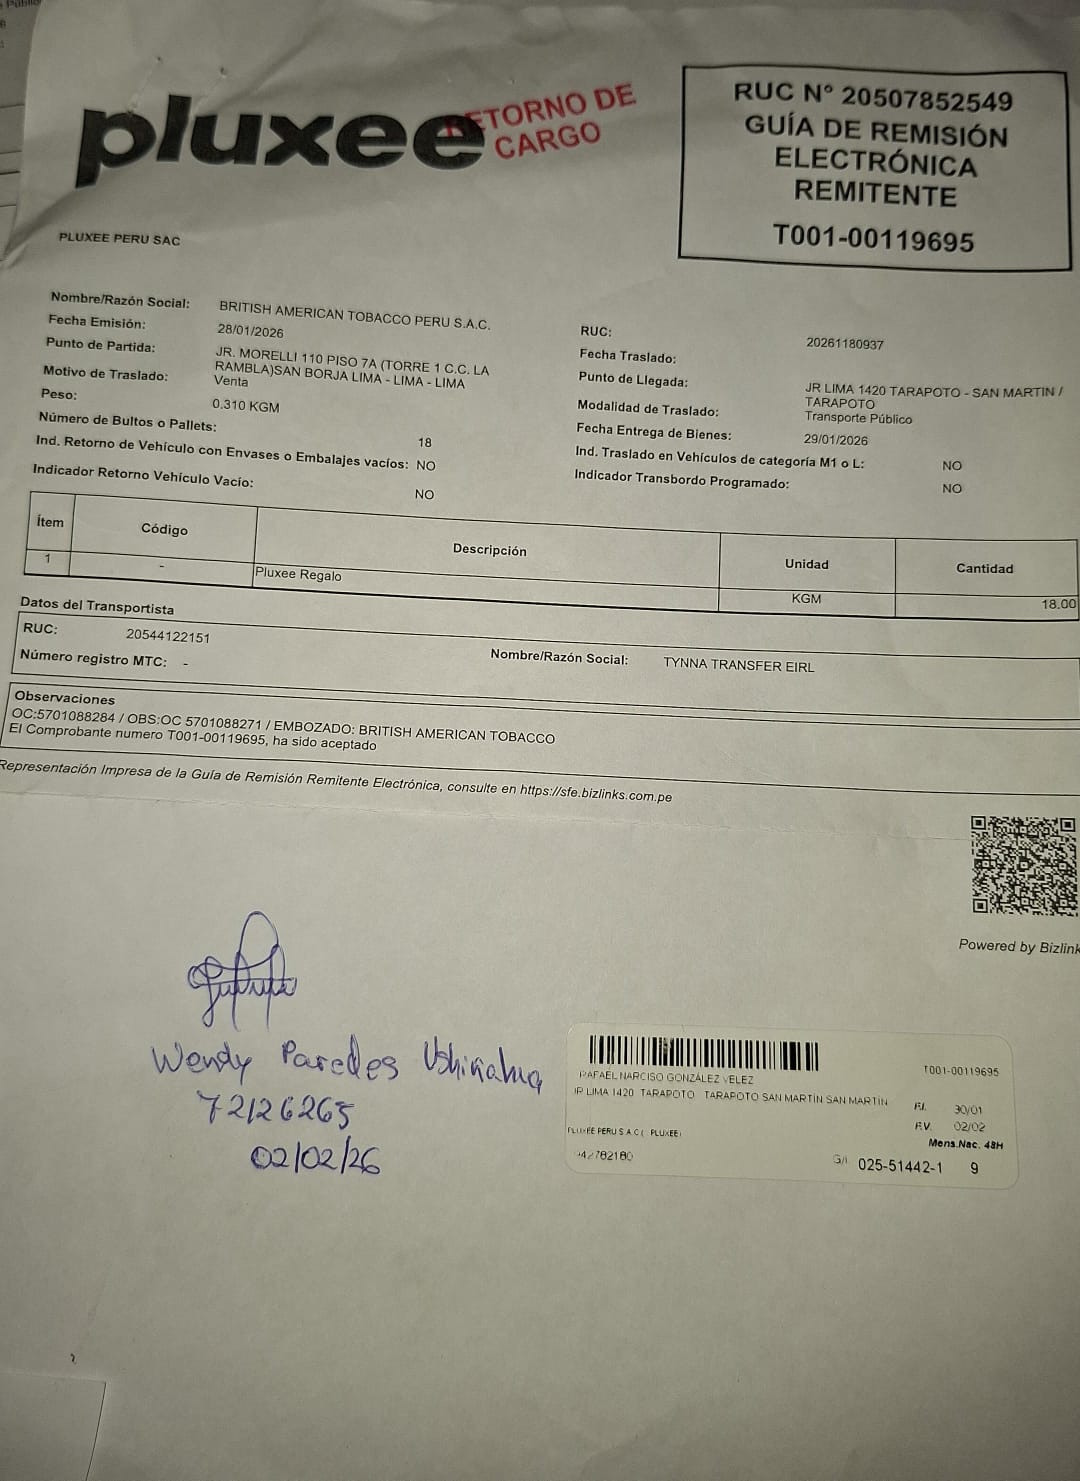 pluxee
RETORNO DE
CARGO
RUC N° 20507852549
GUÍA DE REMISIÓN
ELECTRÓNICA
REMITENTE
T001-00119695
PLUXEE PERU SAC
Nombre/Razón Social: BRITISH AMERICAN TOBACCO PERU S.A.C.
Fecha Emisión: 28/01/2026
Punto de Partida: JR. MORELLI 110 PISO 7A (TORRE 1 C.C. LA
RAMBLA)SAN BORJA LIMA - LIMA - LIMA
Motivo de Traslado: Venta
Peso: 0.310 KGM
Número de Bultos o Pallets: 18
Ind. Retorno de Vehículo con Envases o Embalajes vacíos: NO
Indicador Retorno Vehículo Vacío: NO
RUC: 20261180937
Fecha Traslado:
Punto de Llegada: JR LIMA 1420 TARAPOTO - SAN MARTIN /
TARAPOTO
Modalidad de Traslado: Transporte Público
Fecha Entrega de Bienes: 29/01/2026
Ind. Traslado en Vehículos de categoría M1 o L: NO
Indicador Transbordo Programado: NO
Ítem Código Descripción Unidad Cantidad
1 - Pluxee Regalo KGM 18.00
Datos del Transportista
RUC: 20544122151 Nombre/Razón Social: TYNNA TRANSFER EIRL
Número registro MTC: -
Observaciones
OC:5701088284 / OBS:OC 5701088271 / EMBOZADO: BRITISH AMERICAN TOBACCO
El Comprobante numero T001-00119695, ha sido aceptado
Representación Impresa de la Guía de Remisión Remitente Electrónica, consulte en https://sfe.bizlinks.com.pe
Powered by Bizlink
Wendy Paredes Ushiñahua
72126265
02/02/26
T001-00119695
RAFAEL NARCISO GONZÁLEZ VELEZ
JR LIMA 1420 TARAPOTO TARAPOTO SAN MARTÍN SAN MARTÍN
F.I. 30/01
F.V. 02/02
PLUXEE PERU S.A.C ( PLUXEE)
Mens.Nac. 48H
942782180
G/I 025-51442-1 9